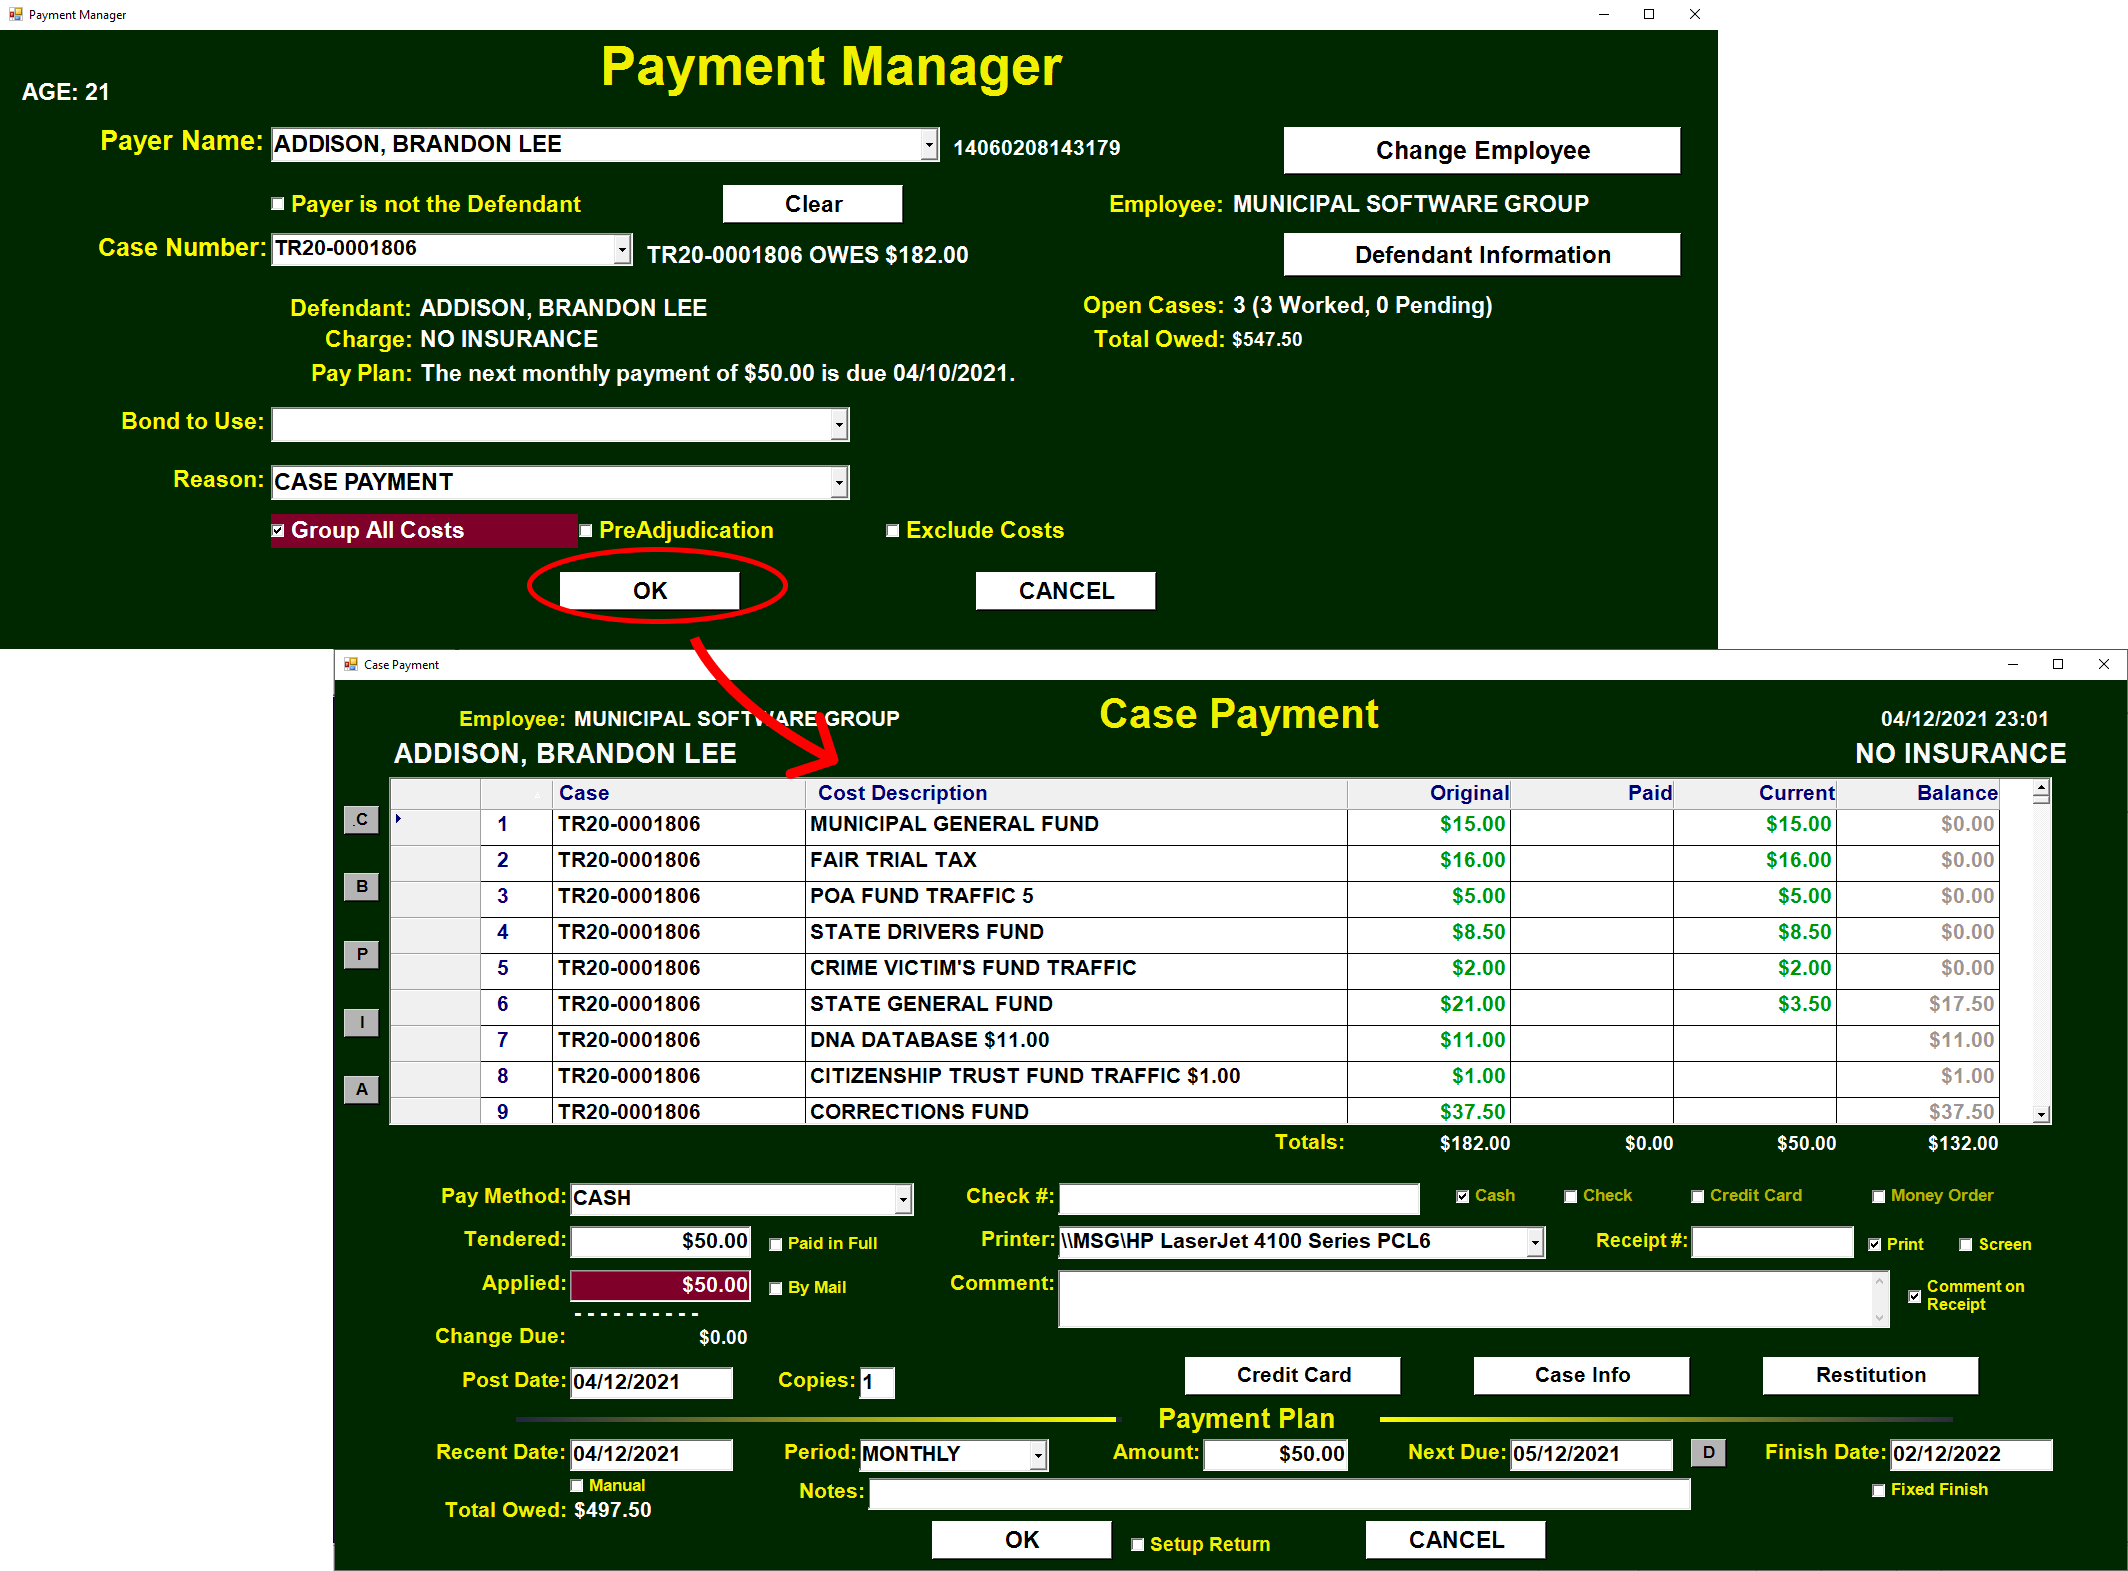 Payment Manager
Payment Manager
AGE: 21
Payer Name: ADDISON, BRANDON LEE 14060208143179 Change Employee
Payer is not the Defendant Clear Employee: MUNICIPAL SOFTWARE GROUP
Case Number: TR20-0001806 TR20-0001806 OWES $182.00 Defendant Information
Defendant: ADDISON, BRANDON LEE Open Cases: 3 (3 Worked, 0 Pending)
Charge: NO INSURANCE Total Owed: $547.50
Pay Plan: The next monthly payment of $50.00 is due 04/10/2021.
Bond to Use:
Reason: CASE PAYMENT
Group All Costs PreAdjudication Exclude Costs
OK CANCEL
Case Payment
Employee: MUNICIPAL SOFTWARE GROUP Case Payment 04/12/2021 23:01
ADDISON, BRANDON LEE NO INSURANCE
Case Cost Description Original Paid Current Balance
C 1 TR20-0001806 MUNICIPAL GENERAL FUND $15.00 $15.00 $0.00
2 TR20-0001806 FAIR TRIAL TAX $16.00 $16.00 $0.00
B 3 TR20-0001806 POA FUND TRAFFIC 5 $5.00 $5.00 $0.00
4 TR20-0001806 STATE DRIVERS FUND $8.50 $8.50 $0.00
P 5 TR20-0001806 CRIME VICTIM'S FUND TRAFFIC $2.00 $2.00 $0.00
I 6 TR20-0001806 STATE GENERAL FUND $21.00 $3.50 $17.50
7 TR20-0001806 DNA DATABASE $11.00 $11.00 $11.00
A 8 TR20-0001806 CITIZENSHIP TRUST FUND TRAFFIC $1.00 $1.00 $1.00
9 TR20-0001806 CORRECTIONS FUND $37.50 $37.50
Totals: $182.00 $0.00 $50.00 $132.00
Pay Method: CASH Check #: Cash Check Credit Card Money Order
Tendered: $50.00 Paid in Full Printer: \\MSG\HP LaserJet 4100 Series PCL6 Receipt #: Print Screen
Applied: $50.00 By Mail Comment: Comment on
Receipt
----------
Change Due: $0.00
Post Date: 04/12/2021 Copies: 1 Credit Card Case Info Restitution
Payment Plan
Recent Date: 04/12/2021 Period: MONTHLY Amount: $50.00 Next Due: 05/12/2021 D Finish Date: 02/12/2022
Manual Notes: Fixed Finish
Total Owed: $497.50
OK Setup Return CANCEL